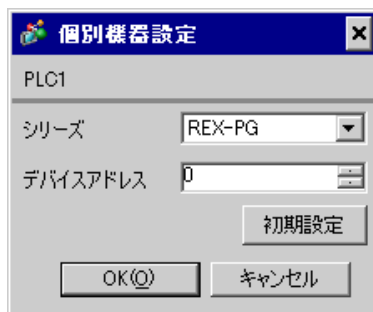 個別機器設定
PLC1
シリーズ REX-PG
デバイスアドレス 0
初期設定
OK(O) キャンセル